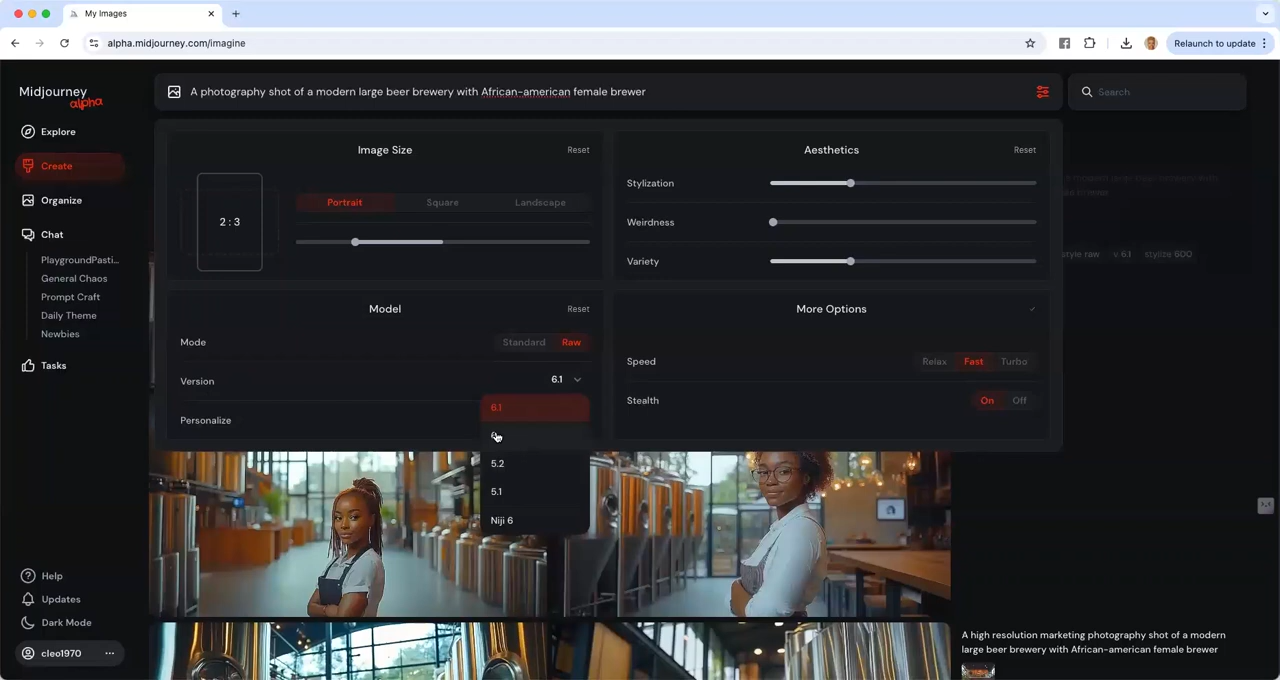 My Images
alpha.midjourney.com/imagine
Relaunch to update
Midjourney
alpha
A photography shot of a modern large beer brewery with African-american female brewer
Search
Explore
Create
Organize
Chat
PlaygroundPasti...
General Chaos
Prompt Craft
Daily Theme
Newbies
Tasks
Help
Updates
Dark Mode
cleo1970
Image Size
Reset
2 : 3
Portrait
Square
Landscape
Aesthetics
Reset
Stylization
Weirdness
Variety
Model
Reset
Mode
Standard
Raw
Version
6.1
Personalize
6.1
5.2
5.1
Niji 6
More Options
Speed
Relax
Fast
Turbo
Stealth
On
Off
style raw
v 6.1
stylize 600
A high resolution marketing photography shot of a modern
large beer brewery with African-american female brewer